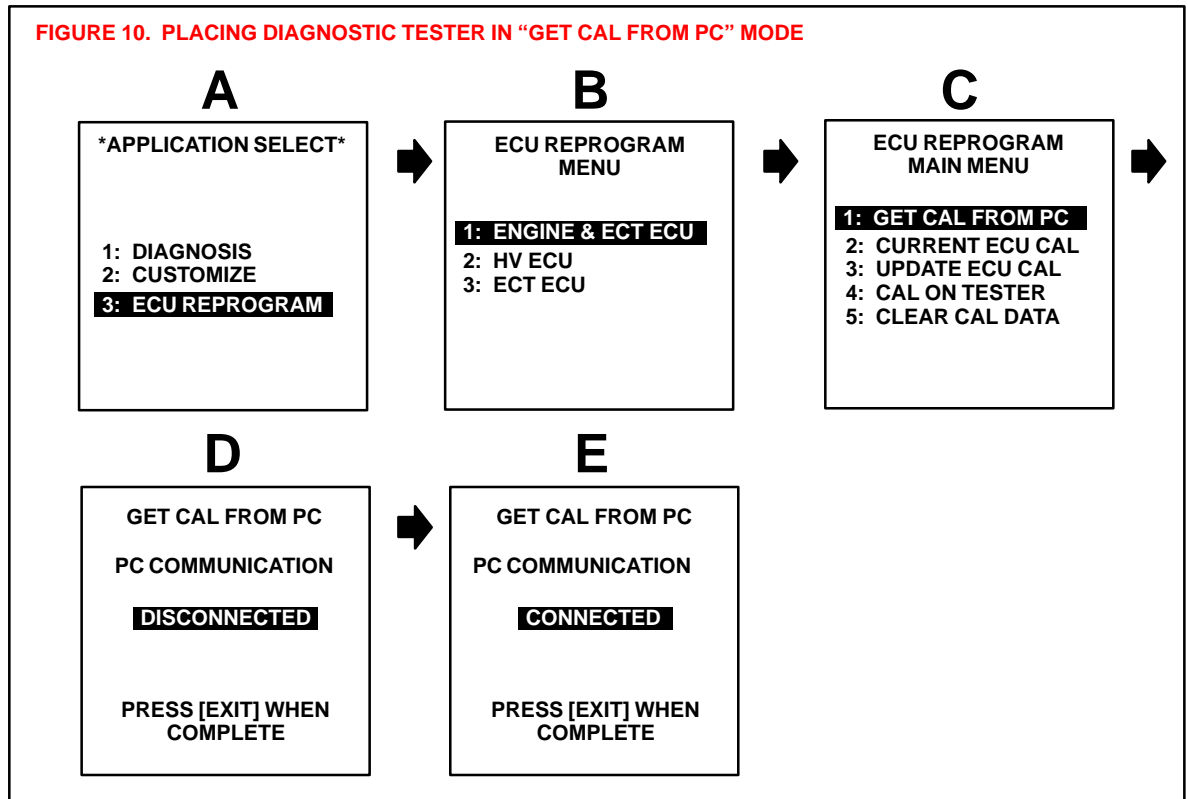 FIGURE 10. PLACING DIAGNOSTIC TESTER IN “GET CAL FROM PC” MODE
A
*APPLICATION SELECT*
1: DIAGNOSIS
2: CUSTOMIZE
3: ECU REPROGRAM
B
ECU REPROGRAM
MENU
1: ENGINE & ECT ECU
2: HV ECU
3: ECT ECU
C
ECU REPROGRAM
MAIN MENU
1: GET CAL FROM PC
2: CURRENT ECU CAL
3: UPDATE ECU CAL
4: CAL ON TESTER
5: CLEAR CAL DATA
D
GET CAL FROM PC
PC COMMUNICATION
DISCONNECTED
PRESS [EXIT] WHEN
COMPLETE
E
GET CAL FROM PC
PC COMMUNICATION
CONNECTED
PRESS [EXIT] WHEN
COMPLETE